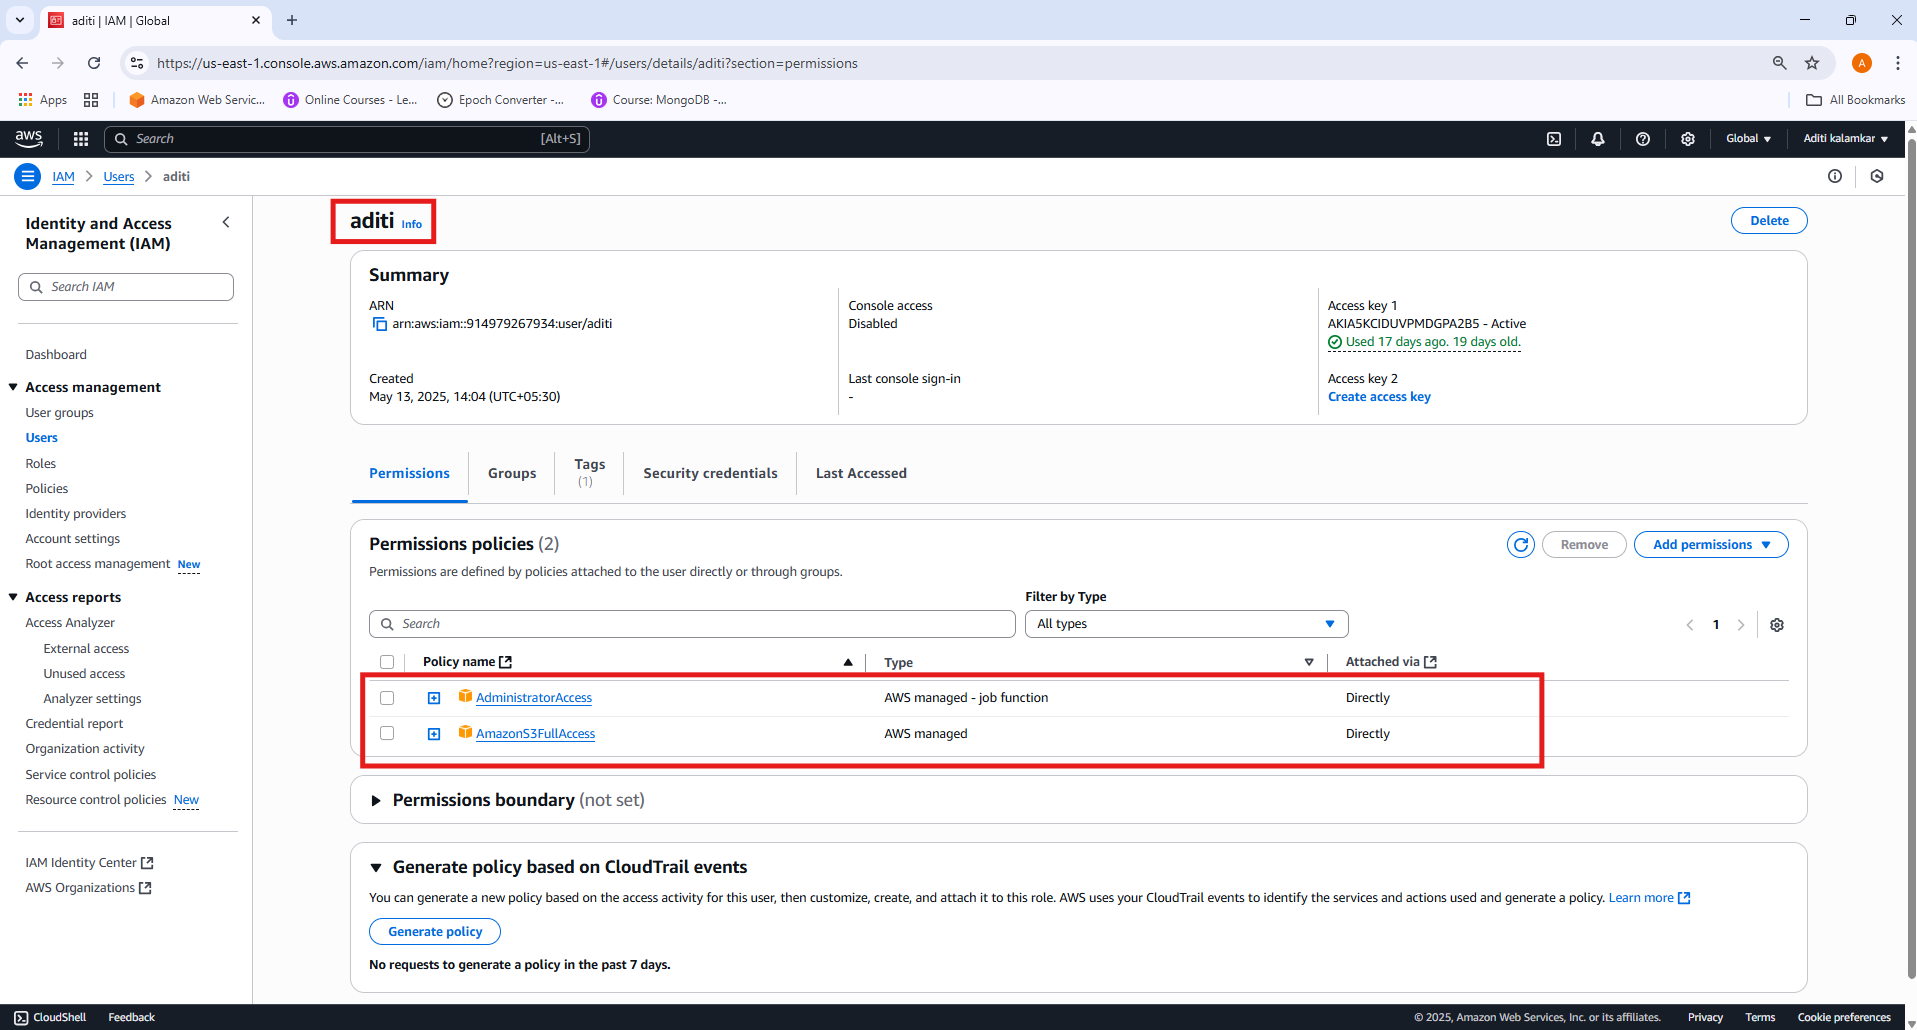 aditi | IAM | Global
https://us-east-1.console.aws.amazon.com/iam/home?region=us-east-1#/users/details/aditi?section=permissions
A
Apps
Amazon Web Servic...
Online Courses - Le...
Epoch Converter -...
Course: MongoDB -...
All Bookmarks
aws
Search
[Alt+S]
Global
Aditi kalamkar
IAM
Users
aditi
Identity and Access
Management (IAM)
Search IAM
Dashboard
Access management
User groups
Users
Roles
Policies
Identity providers
Account settings
Root access management New
Access reports
Access Analyzer
External access
Unused access
Analyzer settings
Credential report
Organization activity
Service control policies
Resource control policies New
IAM Identity Center
AWS Organizations
aditi Info
Delete
Summary
ARN
arn:aws:iam::914979267934:user/aditi
Created
May 13, 2025, 14:04 (UTC+05:30)
Console access
Disabled
Last console sign-in
-
Access key 1
AKIA5KCIDUVPMDGPA2B5 - Active
Used 17 days ago. 19 days old.
Access key 2
Create access key
Permissions
Groups
Tags
(1)
Security credentials
Last Accessed
Permissions policies (2)
Remove
Add permissions
Permissions are defined by policies attached to the user directly or through groups.
Filter by Type
Search
All types
1
Policy name
Type
Attached via
AdministratorAccess
AWS managed - job function
Directly
AmazonS3FullAccess
AWS managed
Directly
Permissions boundary (not set)
Generate policy based on CloudTrail events
You can generate a new policy based on the access activity for this user, then customize, create, and attach it to this role. AWS uses your CloudTrail events to identify the services and actions used and generate a policy. Learn more
Generate policy
No requests to generate a policy in the past 7 days.
CloudShell
Feedback
© 2025, Amazon Web Services, Inc. or its affiliates.
Privacy
Terms
Cookie preferences